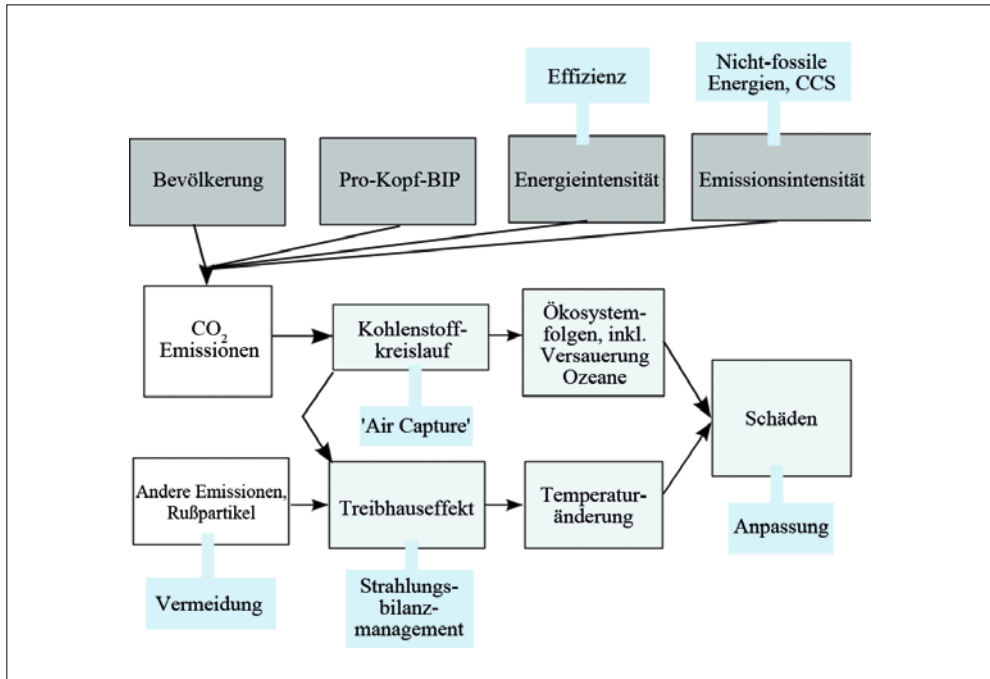 Effizienz
Nicht-fossile
Energien, CCS
Bevölkerung
Pro-Kopf-BIP
Energieintensität
Emissionsintensität
CO₂
Emissionen
Kohlenstoff-
kreislauf
Ökosystem-
folgen, inkl.
Versauerung
Ozeane
'Air Capture'
Schäden
Andere Emissionen,
Rußpartikel
Treibhauseffekt
Temperatur-
änderung
Anpassung
Vermeidung
Strahlungs-
bilanz-
management